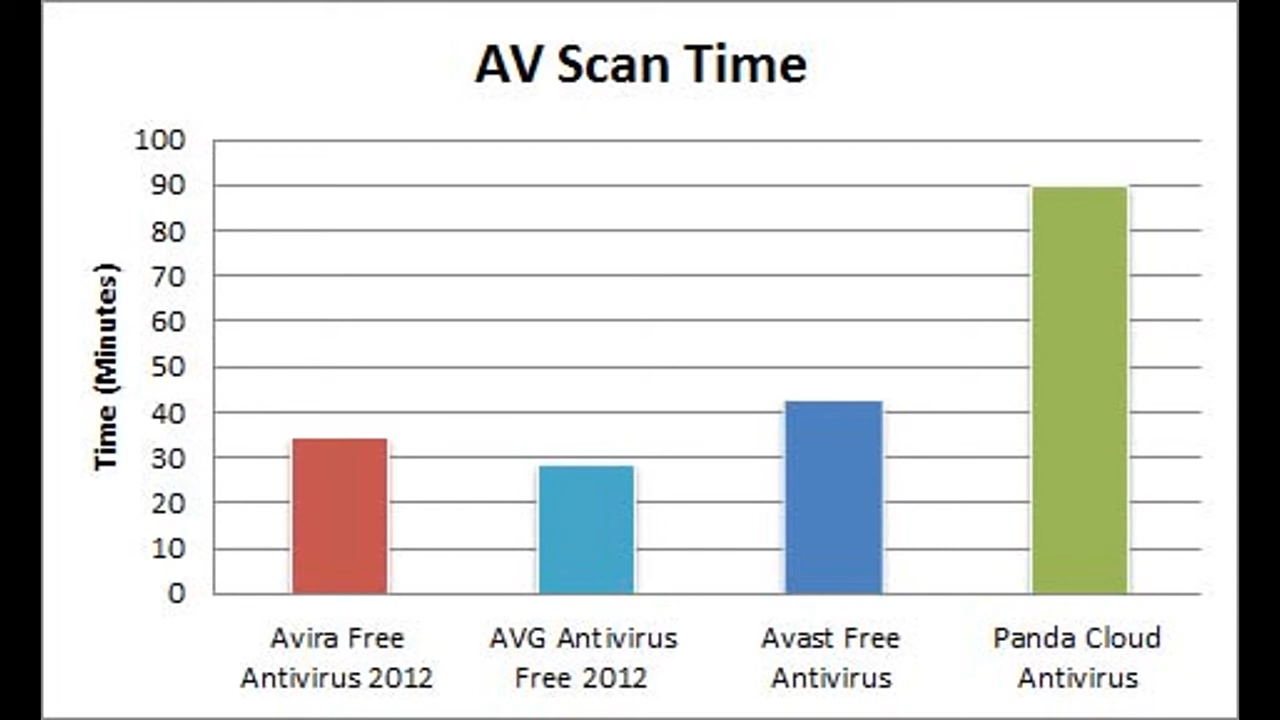 AV Scan Time
100
90
80
70
60
50
40
30
20
10
0
Time (Minutes)
Avira Free
Antivirus 2012
AVG Antivirus
Free 2012
Avast Free
Antivirus
Panda Cloud
Antivirus